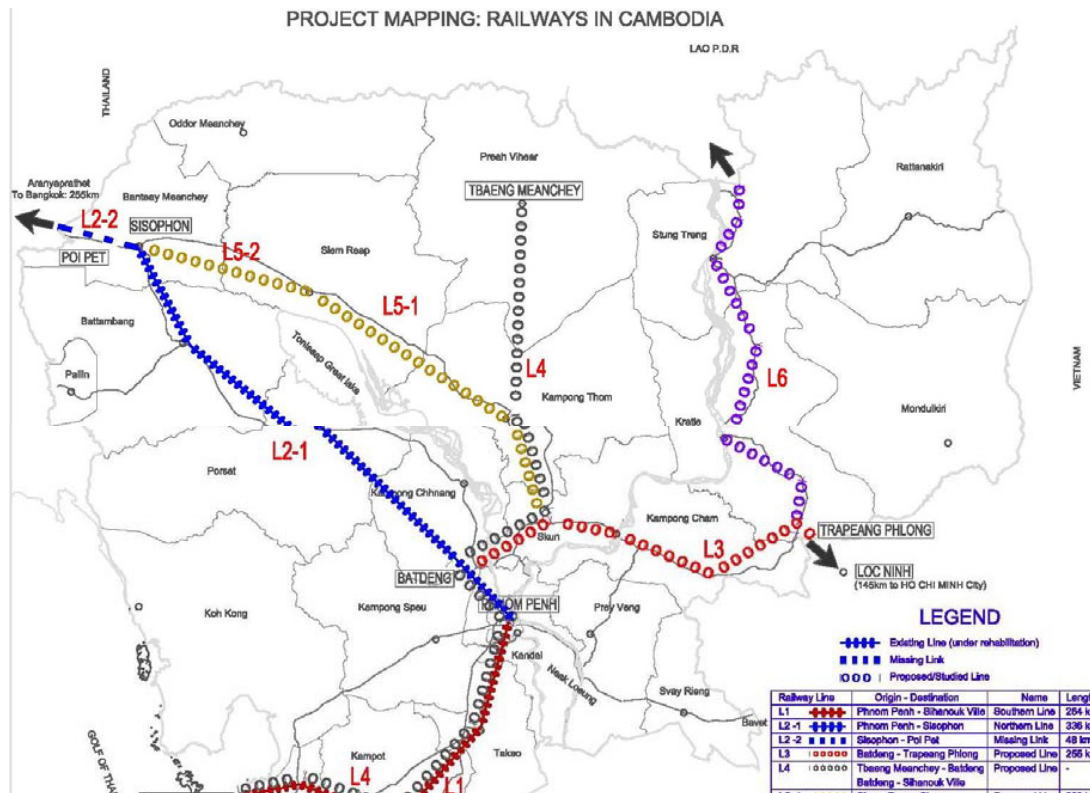 PROJECT MAPPING: RAILWAYS IN CAMBODIA
LAO P.D.R
THAILAND
Oddor Meanchey
Preah Vihear
Rattanakiri
Aranyaprathet
To Bangkok: 255km
Banteay Meanchey
TBAENG MEANCHEY
L2-2
SISOPHON
Stung Treng
POI PET
L5-2
Siem Reap
L5-1
Battambang
Tonlesap Great lake
VIETNAM
Pailin
L4
L6
Kampong Thom
Mondulkiri
Kratie
L2-1
Porsat
Kampong Chhnang
Kampong Cham
Skun
L3
TRAPEANG PHLONG
BATDENG
LOC NINH
(145km to HO CHI MINH City)
Koh Kong
Kampong Speu
PENH
Prey Veng
LEGEND
Existing Line (under rehabilitation)
Kandal
Missing Link
Neak Loeung
Proposed/Studied Line
Svay Rieng
Bavet
Railway Line Origin - Destination Name
L1 Phnom Penh - Sihanouk Ville Southern Line 264
L2 -1 Phnom Penh - Sisophon Northern Line 336
L2 -2 Sisophon - Poi Pet Missing Link 48 km
L3 Batdeng - Trapeang Phlong Proposed Line 255
L4 Tbaeng Meanchey - Batdeng Proposed Line -
Batdeng - Sihanouk Ville
Takao
Kampot
GOLF OF
L4
L1